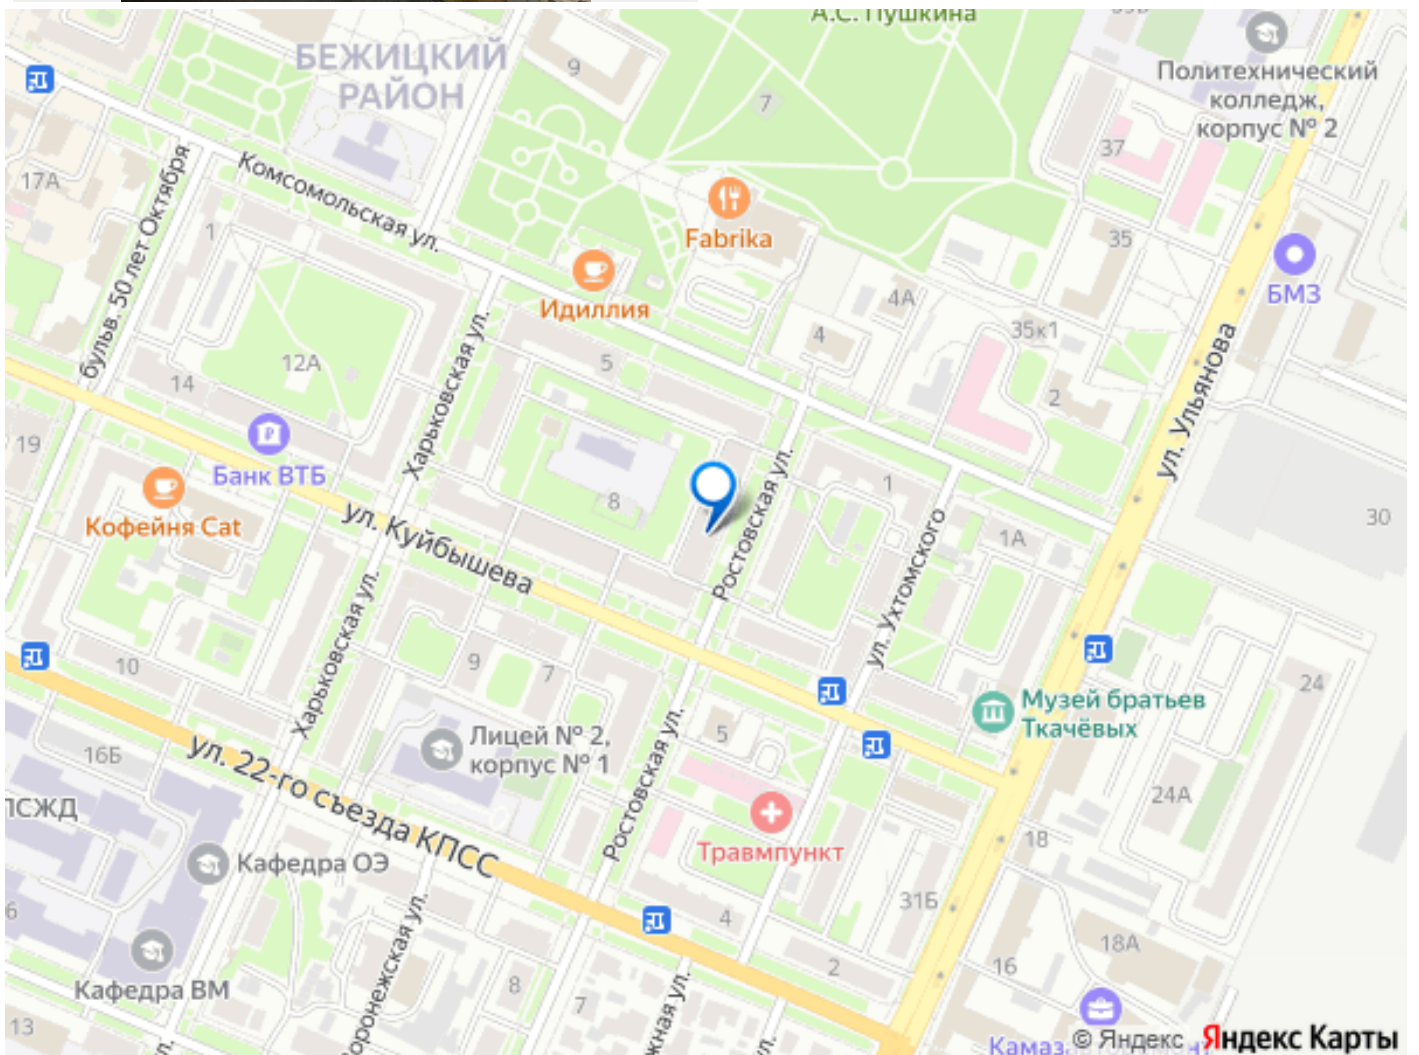 А.С. Пушкина
БЕЖИЦКИЙ
РАЙОН
9
7
Политехнический
колледж,
корпус № 2
37
17А
бульв. 50 лет Октября
Комсомольская ул.
1
Fabrika
35
БМЗ
Идиллия
4А
4
35к1
ул. Ульянова
12А
14
Харьковская ул.
5
2
19
Банк ВТБ
Кофейня Cat
ул. Куйбышева
8
Ростовская ул.
1
ул. Ухтомского
1А
30
Харьковская ул.
10
9
7
24
Музей братьев
Ткачёвых
16Б
ул. 22-го съезда КПСС
Лицей № 2,
корпус № 1
Ростовская ул.
5
24А
Травмпункт
18
Кафедра ОЭ
6
4
31Б
18А
Кафедра ВМ
8
7
2
16
13
© Яндекс Яндекс Карты